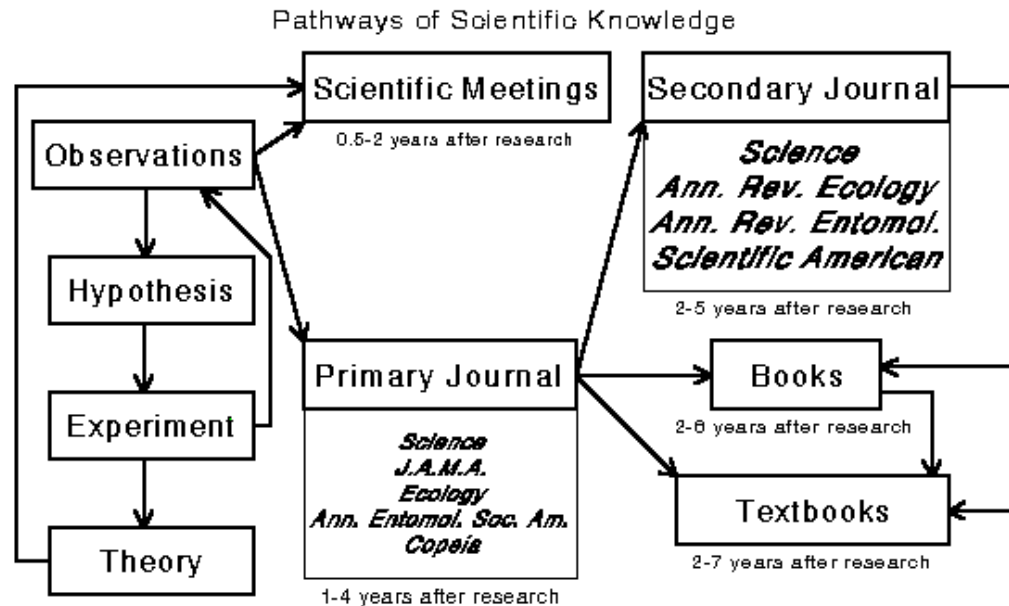 Pathways of Scientific Knowledge
Scientific Meetings
0.5-2 years after research
Secondary Journal
Science
Ann. Rev. Ecology
Ann. Rev. Entomol.
Scientific American
2-5 years after research
Observations
Hypothesis
Experiment
Theory
Primary Journal
Science
J.A.M.A.
Ecology
Ann. Entomol. Soc. Am.
Copeia
1-4 years after research
Books
2-6 years after research
Textbooks
2-7 years after research